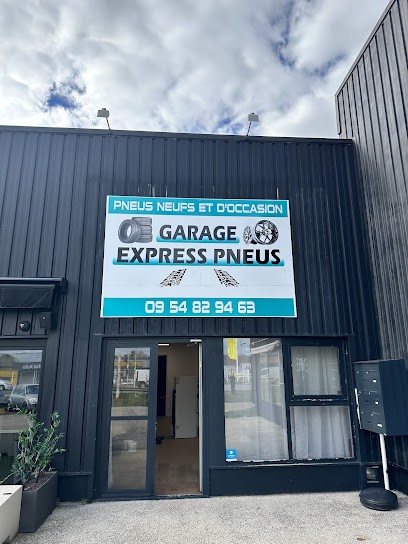 PNEUS NEUFS ET D'OCCASION
GARAGE
EXPRESS PNEUS
09 54 82 94 63